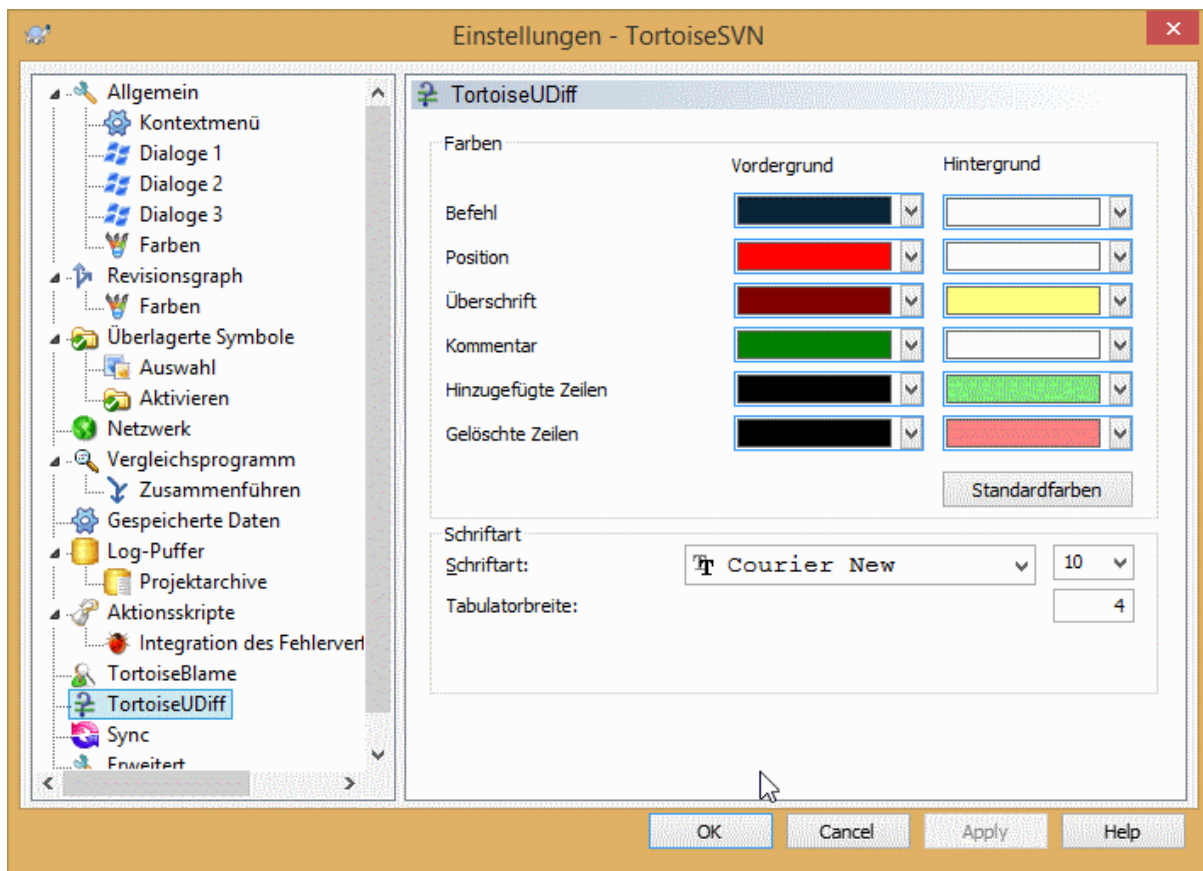 Einstellungen - TortoiseSVN
Allgemein
Kontextmenü
Dialoge 1
Dialoge 2
Dialoge 3
Farben
Revisionsgraph
Farben
Überlagerte Symbole
Auswahl
Aktivieren
Netzwerk
Vergleichsprogramm
Zusammenführen
Gespeicherte Daten
Log-Puffer
Projektarchive
Aktionsskripte
Integration des Fehlerverf
TortoiseBlame
TortoiseUDiff
Sync
Erweitert
TortoiseUDiff
Farben
Vordergrund Hintergrund
Befehl
Position
Überschrift
Kommentar
Hinzugefügte Zeilen
Gelöschte Zeilen
Standardfarben
Schriftart
Schriftart: Courier New 10
Tabulatorbreite: 4
OK Cancel Apply Help